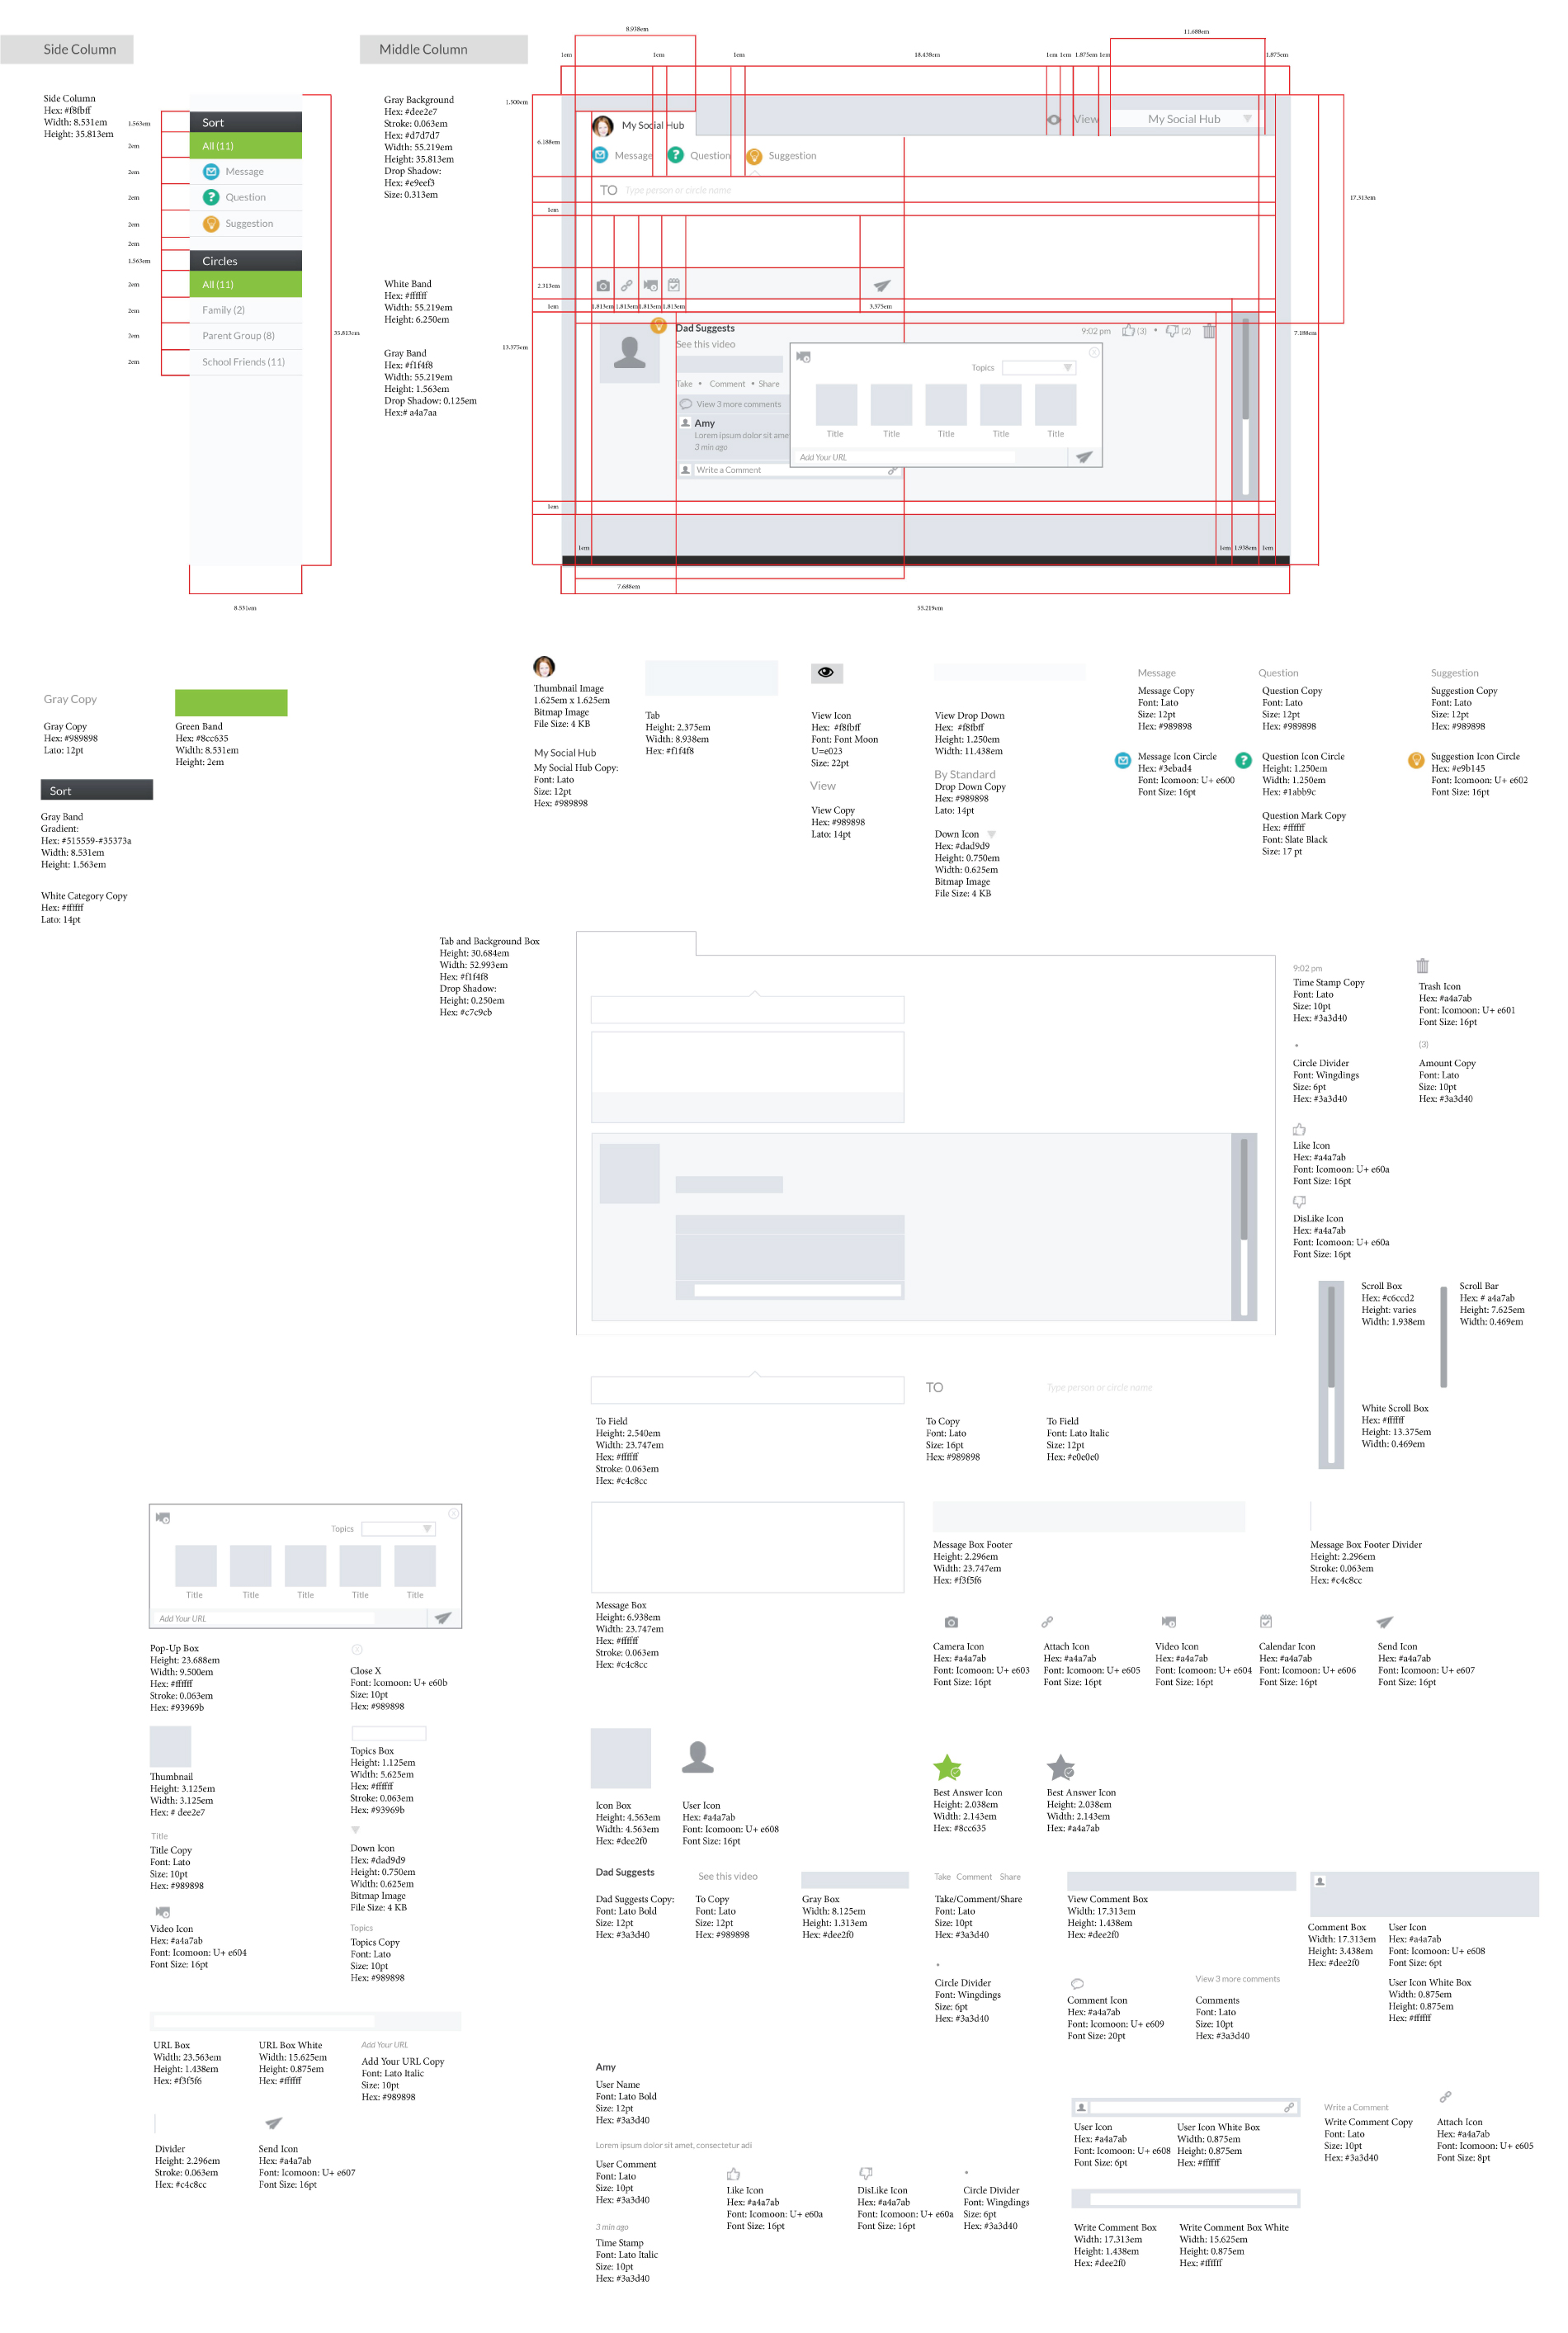 Side Column
Middle Column
Side Column
Hex: #f8fbff
Width: 8.531em
Height: 35.813em
1.563em
2em
2em
2em
2em
2em
1.563em
2em
2em
2em
2em
Sort
All (11)
Message
Question
Suggestion
Circles
All (11)
Family (2)
Parent Group (8)
School Friends (11)
35.813em
8.531em
Gray Background
Hex: #dee2e7
Stroke: 0.063em
Hex: #d7d7d7
Width: 55.219em
Height: 35.813em
Drop Shadow:
Hex: #e9eef3
Size: 0.313em
White Band
Hex: #ffffff
Width: 55.219em
Height: 6.250em
Gray Band
Hex: #f1f4f8
Width: 55.219em
Height: 1.563em
Drop Shadow: 0.125em
Hex:# a4a7aa
8.938em
11.688em
1em
1em
1em
18.438em
1em 1em 1.875em 1em
1.875em
1.500em
6.188em
1em
2.313em
1em
13.375em
1em
17.313em
7.188em
My Social Hub
View
My Social Hub
Message
Question
Suggestion
TO
Type person or circle name
1.813em 1.813em 1.813em 1.813em
3.375em
Dad Suggests
See this video
9:02 pm
(3)
•
(2)
Take • Comment • Share
View 3 more comments
Amy
Lorem ipsum dolor sit ame
3 min ago
Write a Comment
Topics
Title
Title
Title
Title
Title
Add Your URL
1em
1em 1.938em 1em
7.688em
55.219em
Gray Copy
Gray Copy
Hex: #989898
Lato: 12pt
Green Band
Hex: #8cc635
Width: 8.531em
Height: 2em
Sort
Gray Band
Gradient:
Hex: #515559-#35373a
Width: 8.531em
Height: 1.563em
White Category Copy
Hex: #ffffff
Lato: 14pt
Thumbnail Image
1.625em x 1.625em
Bitmap Image
File Size: 4 KB
My Social Hub
My Social Hub Copy:
Font: Lato
Size: 12pt
Hex: #989898
Tab
Height: 2.375em
Width: 8.938em
Hex: #f1f4f8
View Icon
Hex: #f8fbff
Font: Font Moon
U=e023
Size: 22pt
View
View Copy
Hex: #989898
Lato: 14pt
View Drop Down
Hex: #f8fbff
Height: 1.250em
Width: 11.438em
By Standard
Drop Down Copy
Hex: #989898
Lato: 14pt
Down Icon
Hex: #dad9d9
Height: 0.750em
Width: 0.625em
Bitmap Image
File Size: 4 KB
Message
Message Copy
Font: Lato
Size: 12pt
Hex: #989898
Message Icon Circle
Hex: #3ebad4
Font: Icomoon: U+ e600
Font Size: 16pt
Question
Question Copy
Font: Lato
Size: 12pt
Hex: #989898
Question Icon Circle
Height: 1.250em
Width: 1.250em
Hex: #1abb9c
Question Mark Copy
Hex: #ffffff
Font: Slate Black
Size: 17 pt
Suggestion
Suggestion Copy
Font: Lato
Size: 12pt
Hex: #989898
Suggestion Icon Circle
Hex: #e9b145
Font: Icomoon: U+ e602
Font Size: 16pt
Tab and Background Box
Height: 30.684em
Width: 52.993em
Hex: #f1f4f8
Drop Shadow:
Height: 0.250em
Hex: #c7c9cb
9:02 pm
Time Stamp Copy
Font: Lato
Size: 10pt
Hex: #3a3d40
Trash Icon
Hex: #a4a7ab
Font: Icomoon: U+ e601
Font Size: 16pt
•
Circle Divider
Font: Wingdings
Size: 6pt
Hex: #3a3d40
(3)
Amount Copy
Font: Lato
Size: 10pt
Hex: #3a3d40
Like Icon
Hex: #a4a7ab
Font: Icomoon: U+ e60a
Font Size: 16pt
DisLike Icon
Hex: #a4a7ab
Font: Icomoon: U+ e60a
Font Size: 16pt
Scroll Box
Hex: #c6ccd2
Height: varies
Width: 1.938em
Scroll Bar
Hex: # a4a7ab
Height: 7.625em
Width: 0.469em
White Scroll Box
Hex: #ffffff
Height: 13.375em
Width: 0.469em
To Field
Height: 2.540em
Width: 23.747em
Hex: #ffffff
Stroke: 0.063em
Hex: #c4c8cc
TO
To Copy
Font: Lato
Size: 16pt
Hex: #989898
Type person or circle name
To Field
Font: Lato Italic
Size: 12pt
Hex: #e0e0e0
Topics
Title
Title
Title
Title
Title
Add Your URL
Message Box
Height: 6.938em
Width: 23.747em
Hex: #ffffff
Stroke: 0.063em
Hex: #c4c8cc
Message Box Footer
Height: 2.296em
Width: 23.747em
Hex: #f3f5f6
Message Box Footer Divider
Height: 2.296em
Stroke: 0.063em
Hex: #c4c8cc
Camera Icon
Hex: #a4a7ab
Font: Icomoon: U+ e603
Font Size: 16pt
Attach Icon
Hex: #a4a7ab
Font: Icomoon: U+ e605
Font Size: 16pt
Video Icon
Hex: #a4a7ab
Font: Icomoon: U+ e604
Font Size: 16pt
Calendar Icon
Hex: #a4a7ab
Font: Icomoon: U+ e606
Font Size: 16pt
Send Icon
Hex: #a4a7ab
Font: Icomoon: U+ e607
Font Size: 16pt
Pop-Up Box
Height: 23.688em
Width: 9.500em
Hex: #ffffff
Stroke: 0.063em
Hex: #93969b
Close X
Font: Icomoon: U+ e60b
Size: 10pt
Hex: #989898
Thumbnail
Height: 3.125em
Width: 3.125em
Hex: # dee2e7
Topics Box
Height: 1.125em
Width: 5.625em
Hex: #ffffff
Stroke: 0.063em
Hex: #93969b
Title
Title Copy
Font: Lato
Size: 10pt
Hex: #989898
Down Icon
Hex: #dad9d9
Height: 0.750em
Width: 0.625em
Bitmap Image
File Size: 4 KB
Video Icon
Hex: #a4a7ab
Font: Icomoon: U+ e604
Font Size: 16pt
Topics
Topics Copy
Font: Lato
Size: 10pt
Hex: #989898
URL Box
Width: 23.563em
Height: 1.438em
Hex: #f3f5f6
URL Box White
Width: 15.625em
Height: 0.875em
Hex: #ffffff
Add Your URL
Add Your URL Copy
Font: Lato Italic
Size: 10pt
Hex: #989898
Divider
Height: 2.296em
Stroke: 0.063em
Hex: #c4c8cc
Send Icon
Hex: #a4a7ab
Font: Icomoon: U+ e607
Font Size: 16pt
Icon Box
Height: 4.563em
Width: 4.563em
Hex: #dee2f0
User Icon
Hex: #a4a7ab
Font: Icomoon: U+ e608
Font Size: 16pt
Best Answer Icon
Height: 2.038em
Width: 2.143em
Hex: #8cc635
Best Answer Icon
Height: 2.038em
Width: 2.143em
Hex: #a4a7ab
Dad Suggests
Dad Suggests Copy:
Font: Lato Bold
Size: 12pt
Hex: #3a3d40
See this video
To Copy
Font: Lato
Size: 12pt
Hex: #989898
Gray Box
Width: 8.125em
Height: 1.313em
Hex: #dee2f0
Take Comment Share
Take/Comment/Share
Font: Lato
Size: 10pt
Hex: #3a3d40
View Comment Box
Width: 17.313em
Height: 1.438em
Hex: #dee2f0
Comment Box
Width: 17.313em
Height: 3.438em
Hex: #dee2f0
User Icon
Hex: #a4a7ab
Font: Icomoon: U+ e608
Font Size: 6pt
•
Circle Divider
Font: Wingdings
Size: 6pt
Hex: #3a3d40
Comment Icon
Hex: #a4a7ab
Font: Icomoon: U+ e609
Font Size: 20pt
View 3 more comments
Comments
Font: Lato
Size: 10pt
Hex: #3a3d40
User Icon White Box
Width: 0.875em
Height: 0.875em
Hex: #ffffff
Amy
User Name
Font: Lato Bold
Size: 12pt
Hex: #3a3d40
Lorem ipsum dolor sit amet, consectetur adi
User Comment
Font: Lato
Size: 10pt
Hex: #3a3d40
Like Icon
Hex: #a4a7ab
Font: Icomoon: U+ e60a
Font Size: 16pt
DisLike Icon
Hex: #a4a7ab
Font: Icomoon: U+ e60a
Font Size: 16pt
•
Circle Divider
Font: Wingdings
Size: 6pt
Hex: #3a3d40
3 min ago
Time Stamp
Font: Lato Italic
Size: 10pt
Hex: #3a3d40
User Icon
Hex: #a4a7ab
Font: Icomoon: U+ e608
Font Size: 6pt
User Icon White Box
Width: 0.875em
Height: 0.875em
Hex: #ffffff
Write a Comment
Write Comment Copy
Font: Lato
Size: 10pt
Hex: #3a3d40
Attach Icon
Hex: #a4a7ab
Font: Icomoon: U+ e605
Font Size: 8pt
Write Comment Box
Width: 17.313em
Height: 1.438em
Hex: #dee2f0
Write Comment Box White
Width: 15.625em
Height: 0.875em
Hex: #ffffff